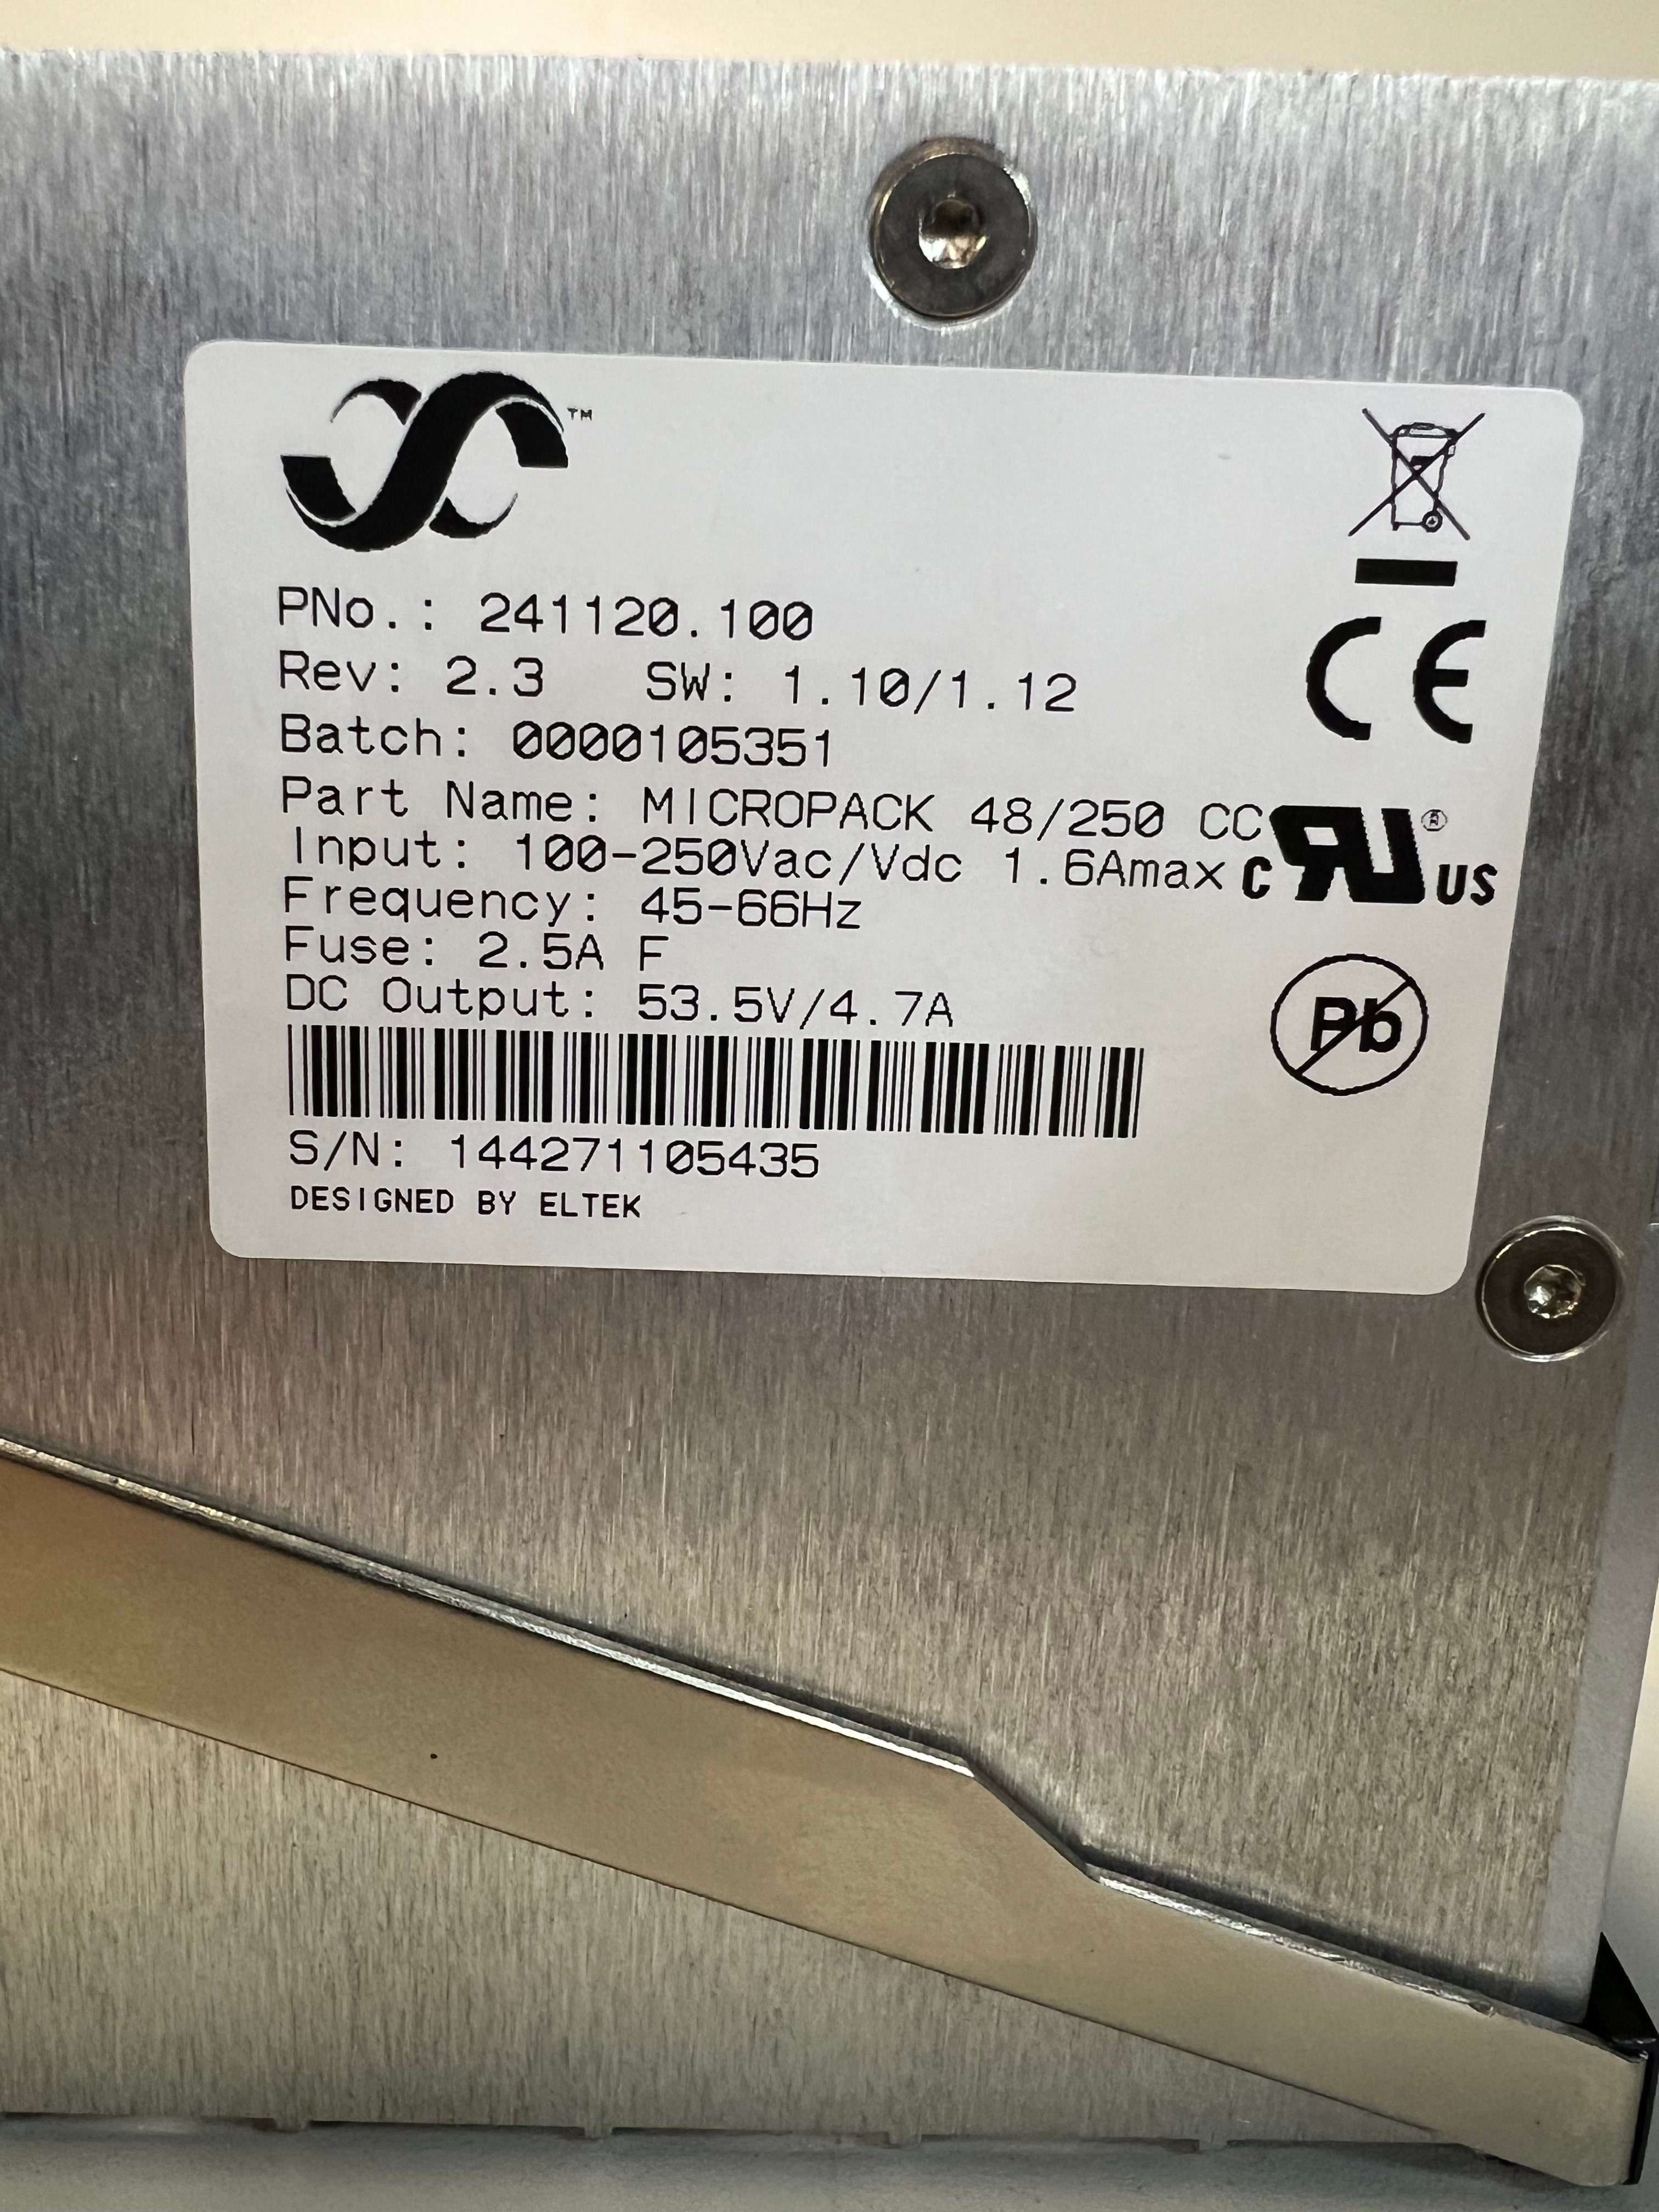 ™
PNo.: 241120.100
Rev: 2.3 SW: 1.10/1.12
Batch: 0000105351
Part Name: MICROPACK 48/250 CC
Input: 100-250Vac/Vdc 1.6Amax
Frequency: 45-66Hz
Fuse: 2.5A F
DC Output: 53.5V/4.7A
S/N: 144271105435
DESIGNED BY ELTEK
CE
c RU ® US
Pb